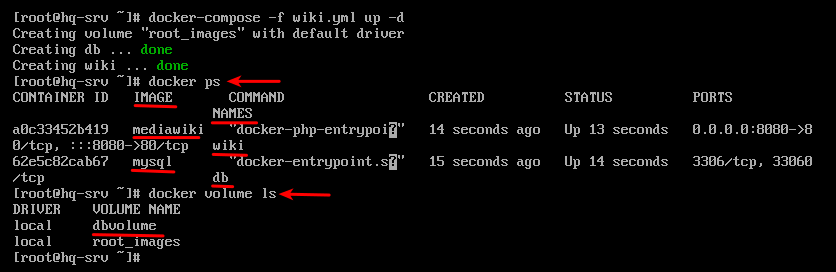 [root@hq-srv ~]# docker-compose -f wiki.yml up -d
Creating volume "root_images" with default driver
Creating db ... done
Creating wiki ... done
[root@hq-srv ~]# docker ps
CONTAINER ID   IMAGE       COMMAND                  CREATED          STATUS          PORTS
                         NAMES
a0c33452b419   mediawiki   "docker-php-entrypoi?"   14 seconds ago   Up 13 seconds   0.0.0.0:8080->8
0/tcp, :::8080->80/tcp   wiki
62e5c82cab67   mysql       "docker-entrypoint.s?"   15 seconds ago   Up 14 seconds   3306/tcp, 33060
/tcp                     db
[root@hq-srv ~]# docker volume ls
DRIVER    VOLUME NAME
local     dbvolume
local     root_images
[root@hq-srv ~]#